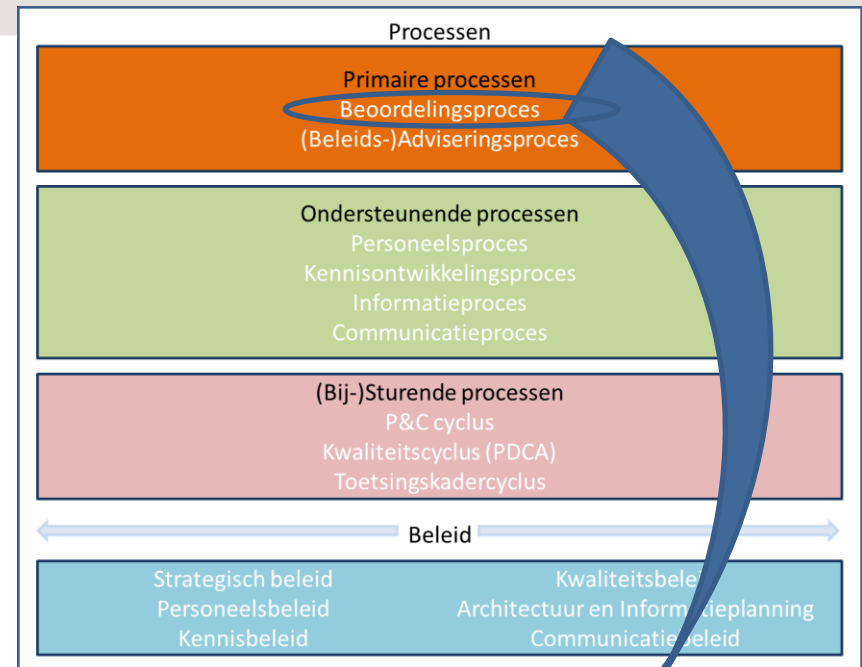 Processen
Primaire processen
Beoordelingsproces
(Beleids-)Adviseringsproces
Ondersteunende processen
Personeelsproces
Kennisontwikkelingsproces
Informatieproces
Communicatieproces
(Bij-)Sturende processen
P&C cyclus
Kwaliteitscyclus (PDCA)
Toetsingskadercyclus
Beleid
Strategisch beleid Kwaliteitsbeleid
Personeelsbeleid Architectuur en Informatieplanning
Kennisbeleid Communicatiebeleid